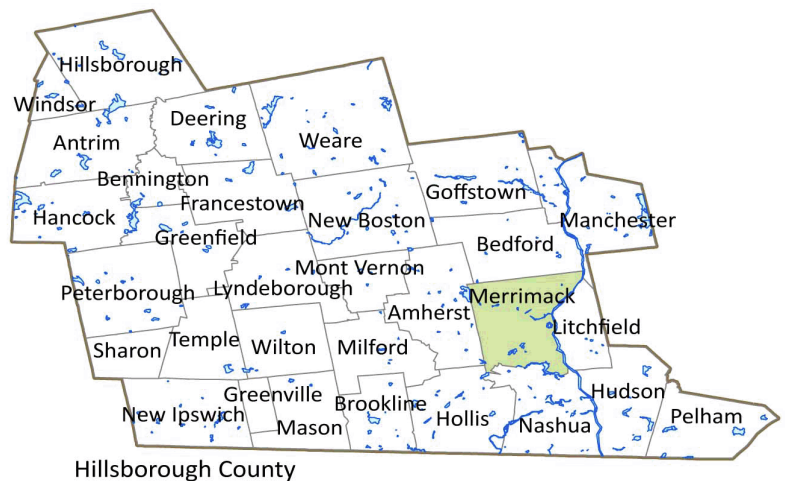 Hillsborough
Windsor
Deering
Antrim
Weare
Bennington
Goffstown
Hancock
Francestown
New Boston
Manchester
Greenfield
Bedford
Mont Vernon
Peterborough
Lyndeborough
Merrimack
Amherst
Litchfield
Sharon
Temple
Wilton
Milford
Hudson
Greenville
Brookline
New Ipswich
Mason
Hollis
Nashua
Pelham
Hillsborough County